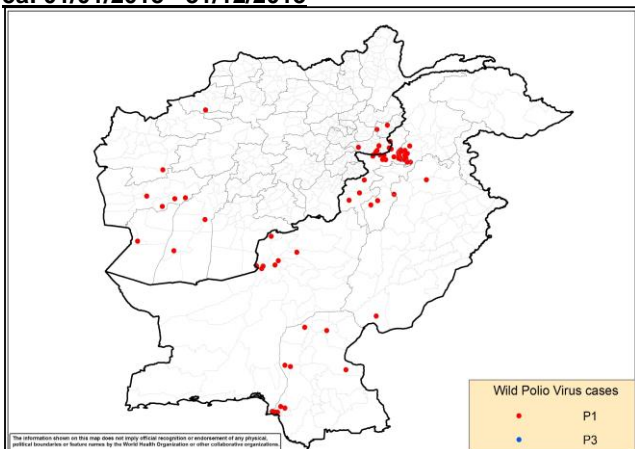 Wild Polio Virus cases
P1
P3
The information shown on this map does not imply official recognition or endorsement of any physical,
political boundaries or feature names by the World Health Organization or other collaborative organizations.